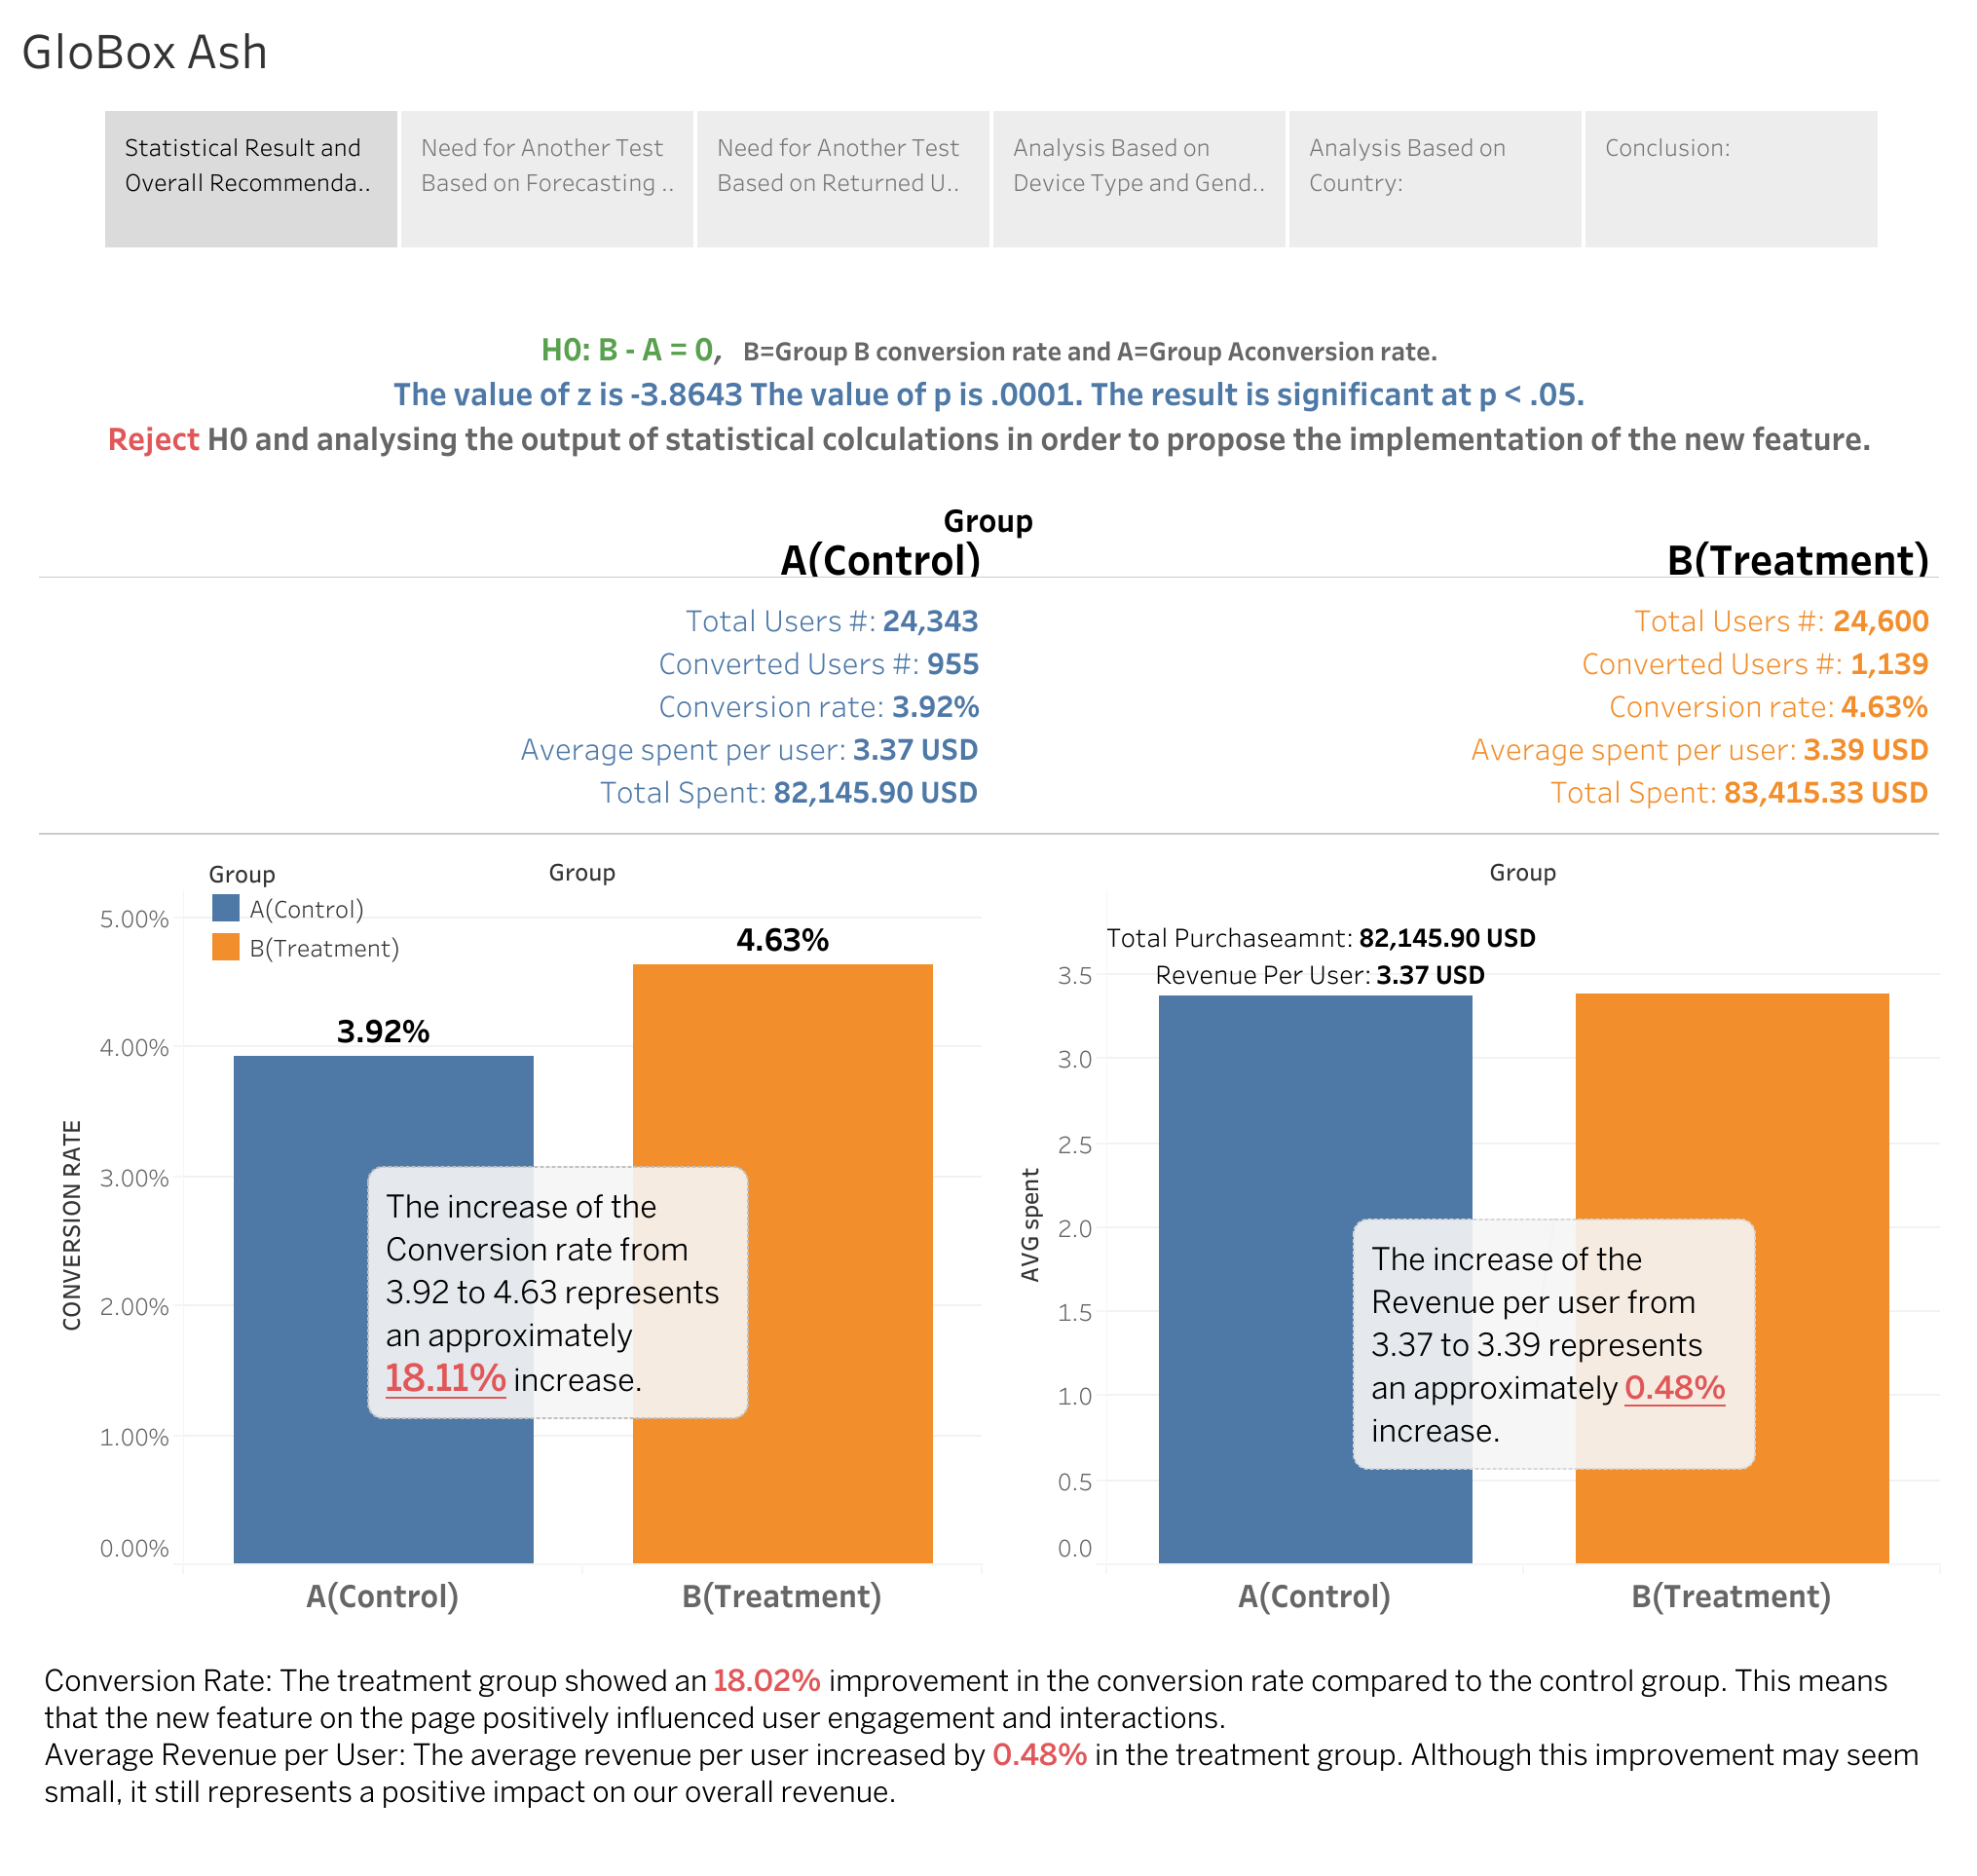 GloBox Ash
Statistical Result and
Overall Recommenda..
Need for Another Test
Based on Forecasting ..
Need for Another Test
Based on Returned U..
Analysis Based on
Device Type and Gend..
Analysis Based on
Country:
Conclusion:
H0: B - A = 0, B=Group B conversion rate and A=Group Aconversion rate.
The value of z is -3.8643 The value of p is .0001. The result is significant at p < .05.
Reject H0 and analysing the output of statistical colculations in order to propose the implementation of the new feature.
Group
A(Control)
B(Treatment)
Total Users #: 24,343
Converted Users #: 955
Conversion rate: 3.92%
Average spent per user: 3.37 USD
Total Spent: 82,145.90 USD
Total Users #: 24,600
Converted Users #: 1,139
Conversion rate: 4.63%
Average spent per user: 3.39 USD
Total Spent: 83,415.33 USD
Group
A(Control)
B(Treatment)
Group
CONVERSION RATE
5.00%
4.00%
3.00%
2.00%
1.00%
0.00%
3.92%
4.63%
The increase of the
Conversion rate from
3.92 to 4.63 represents
an approximately
18.11% increase.
A(Control)
B(Treatment)
Group
AVG spent
3.5
3.0
2.5
2.0
1.5
1.0
0.5
0.0
Total Purchaseamnt: 82,145.90 USD
Revenue Per User: 3.37 USD
The increase of the
Revenue per user from
3.37 to 3.39 represents
an approximately 0.48%
increase.
A(Control)
B(Treatment)
Conversion Rate: The treatment group showed an 18.02% improvement in the conversion rate compared to the control group. This means
that the new feature on the page positively influenced user engagement and interactions.
Average Revenue per User: The average revenue per user increased by 0.48% in the treatment group. Although this improvement may seem
small, it still represents a positive impact on our overall revenue.